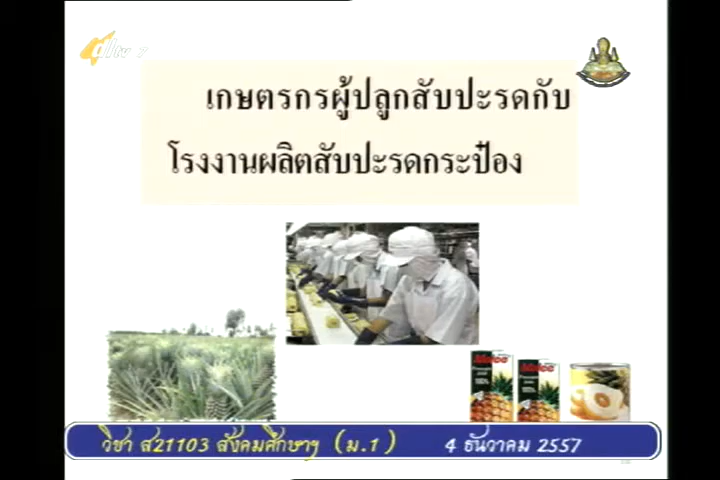 เกษตรกรผู้ปลูกสับปะรดกับ
โรงงานผลิตสับปะรดกระป๋อง
Malee
100%
วิชา ส21103 สังคมศึกษาฯ (ม.1) 4 ธันวาคม 2557